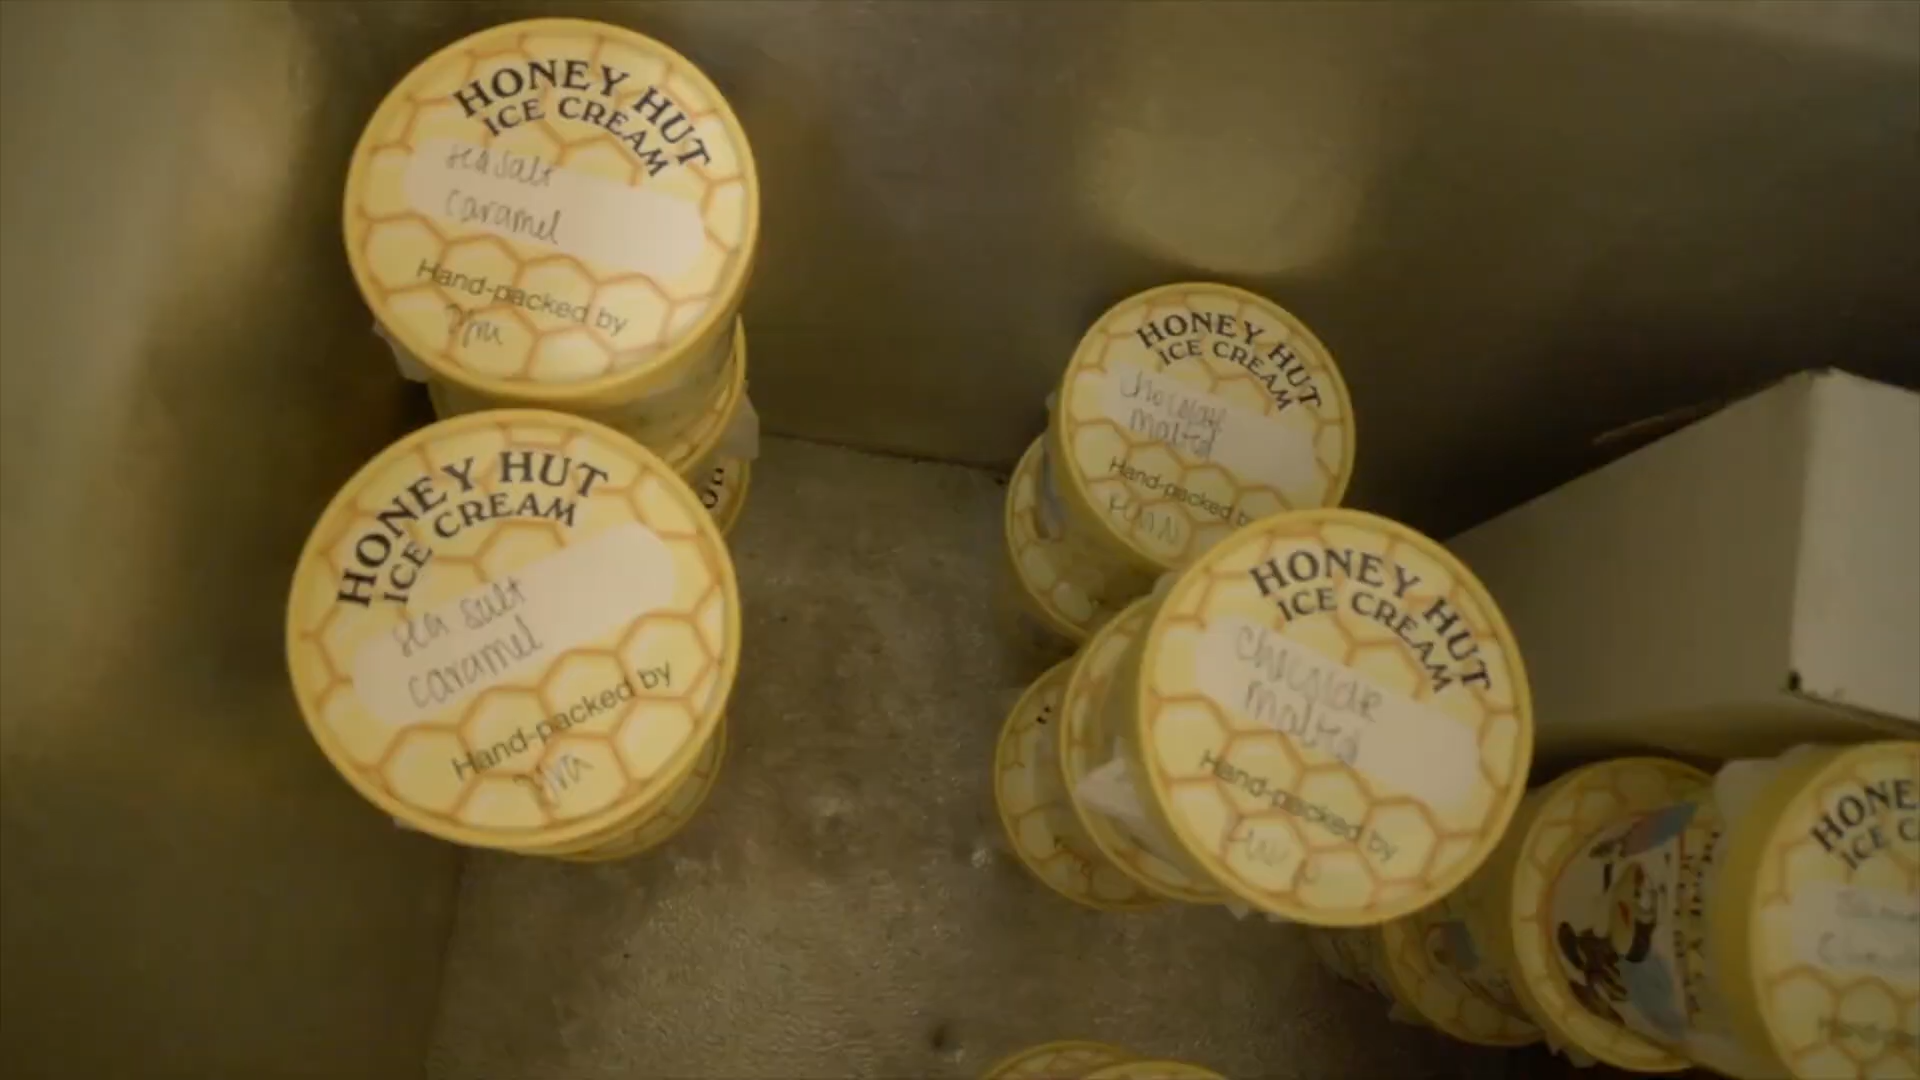 HONEY HUT
ICE CREAM
sea salt
caramel
Hand-packed by
HONEY HUT
ICE CREAM
sea salt
caramel
Hand-packed by
HONEY HUT
ICE CREAM
chocolate
malted
Hand-packed
HONEY HUT
ICE CREAM
chocolate
malted
Hand-packed by